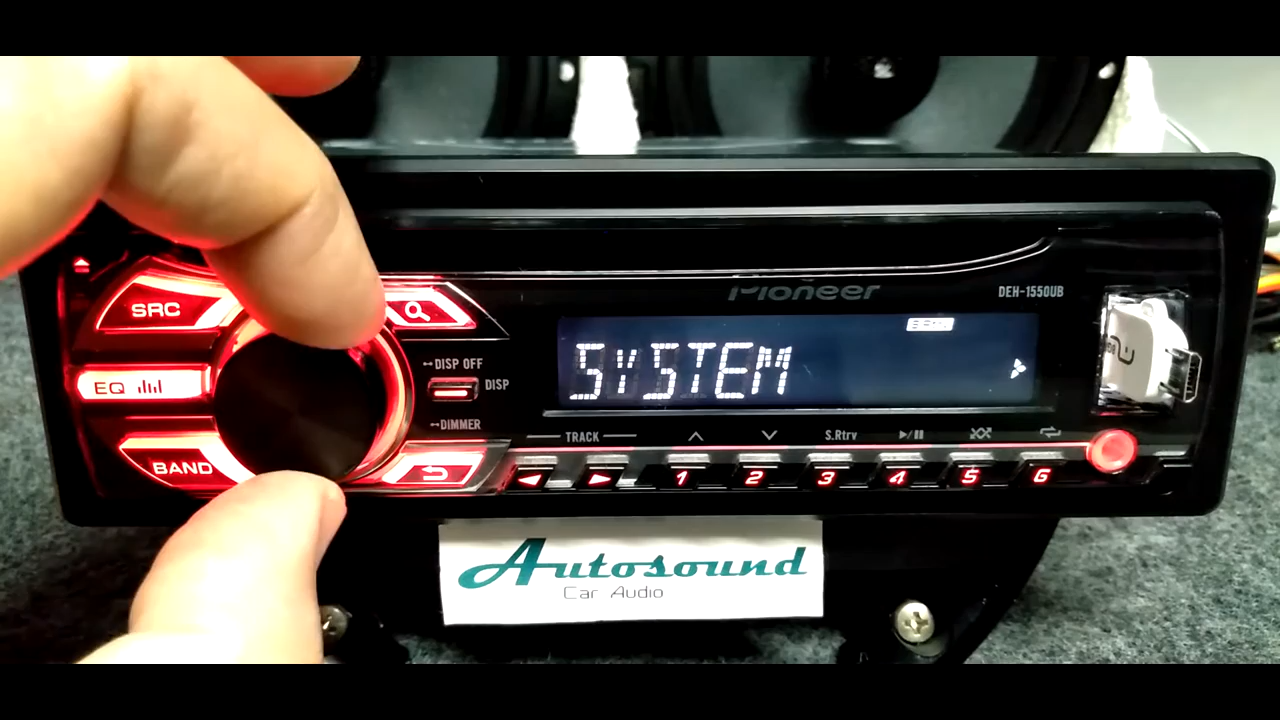 Pioneer
DEH-1550UB
SRC
DISP OFF
SYSTEM
EQ
DISP
DIMMER
TRACK
S.Rtrv
BAND
1 2 3 4 5 6
Autosound
Car Audio